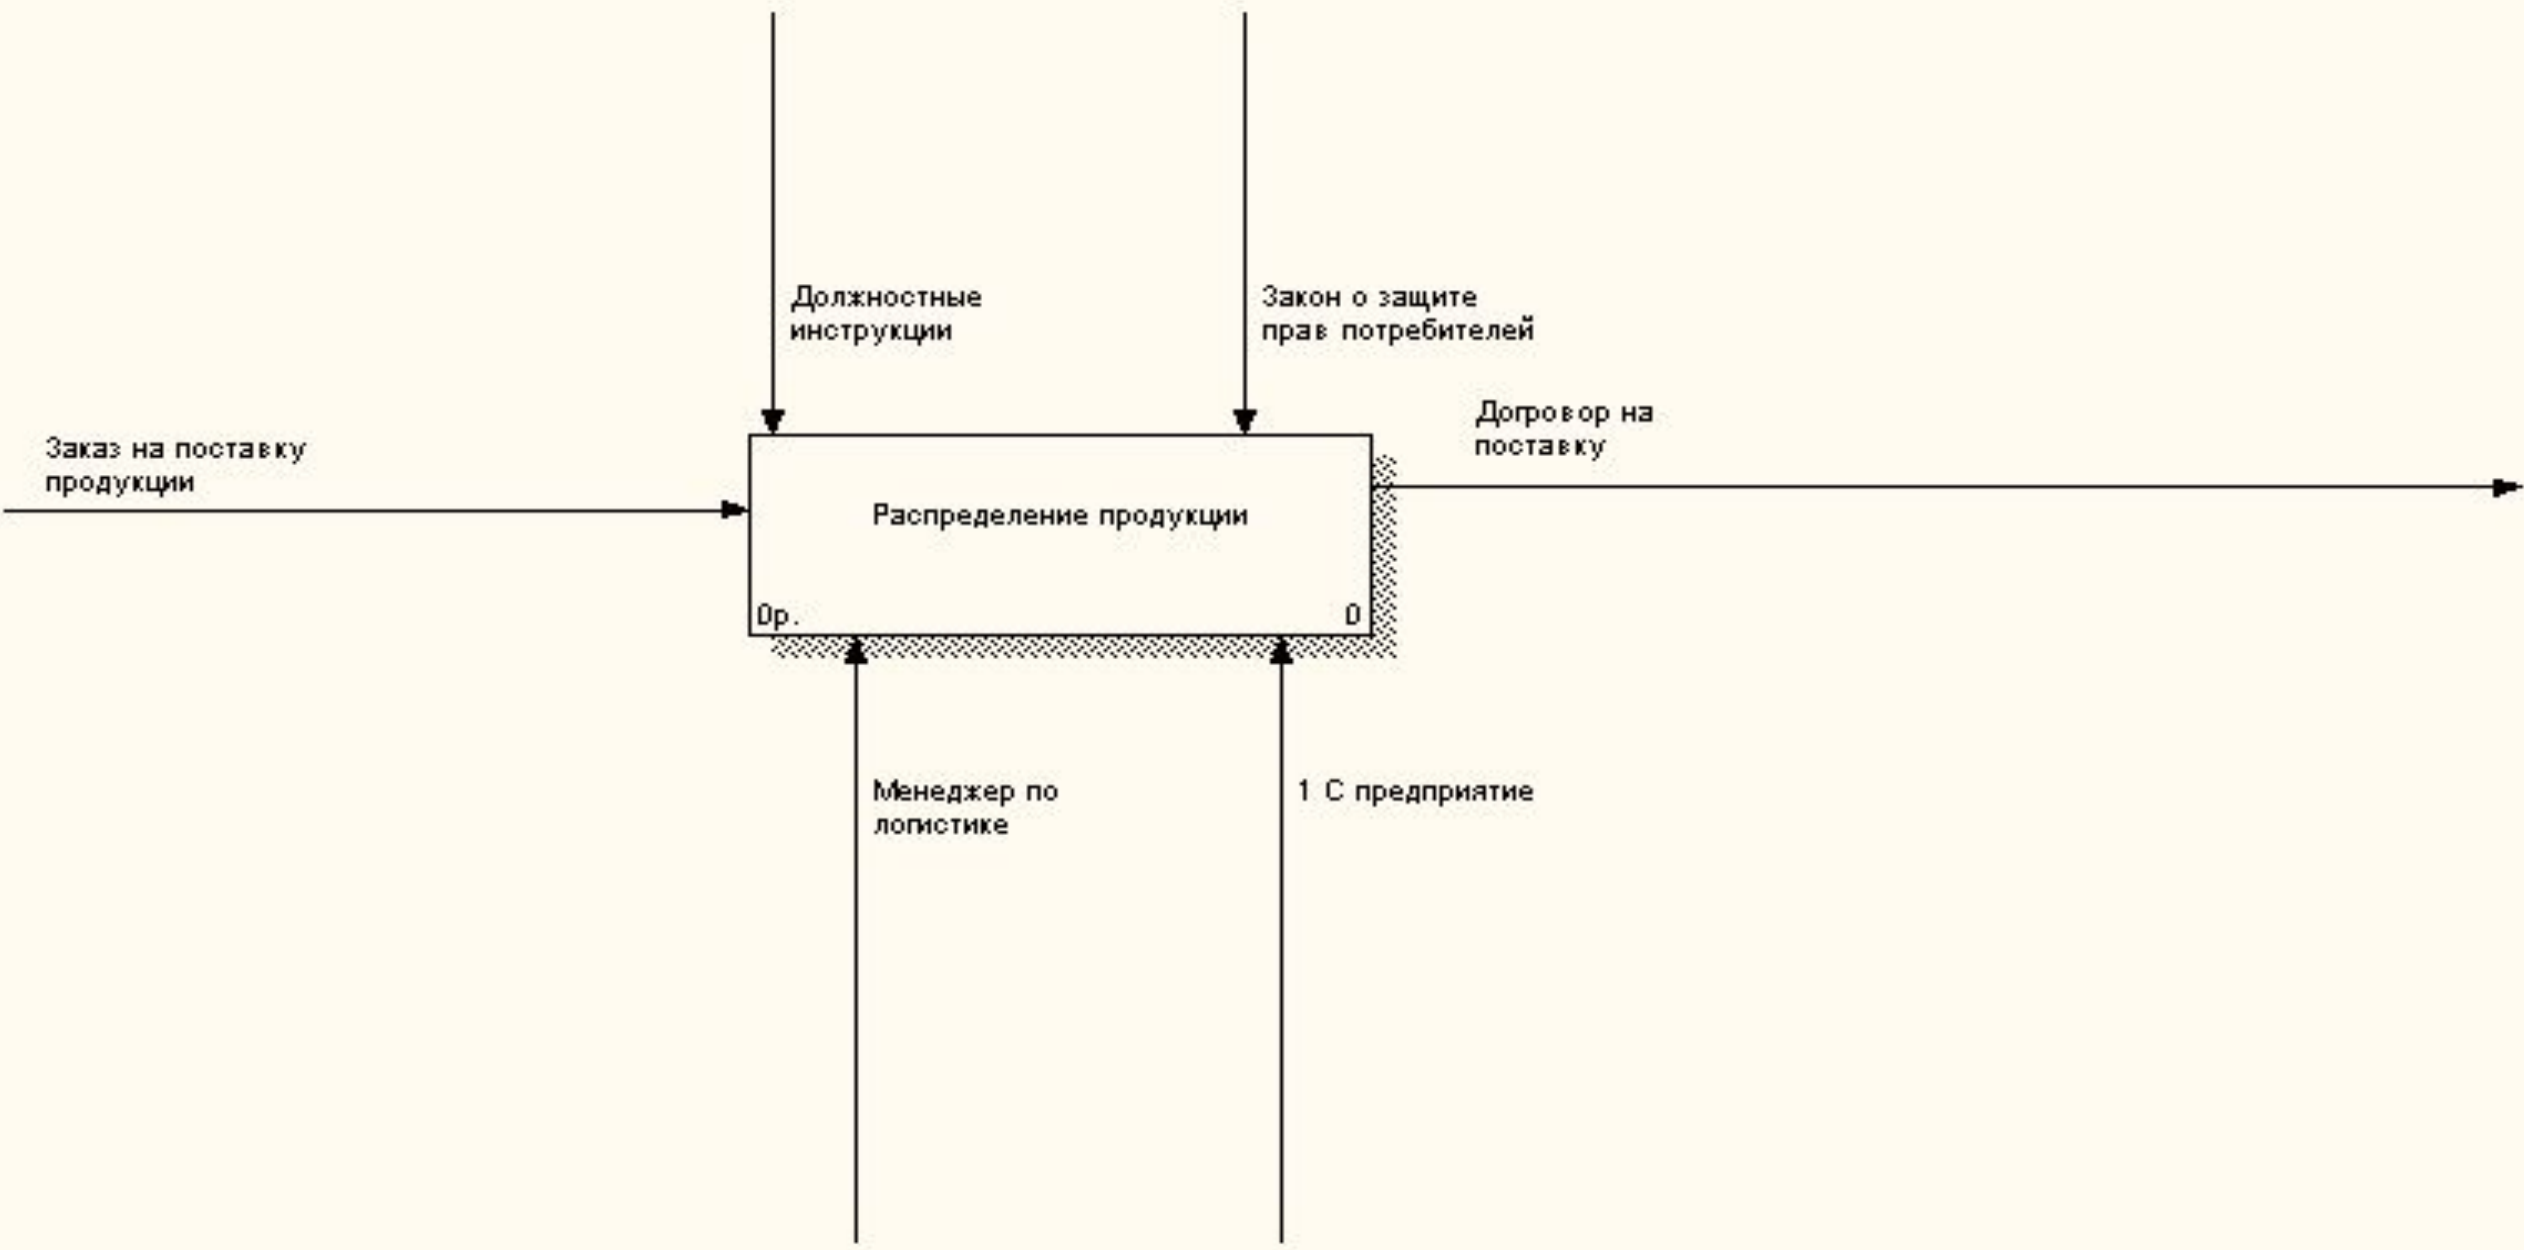 Должностные
инструкции
Закон о защите
прав потребителей
Заказ на поставку
продукции
Догровор на
поставку
Распределение продукции
0р.
0
Менеджер по
логистике
1 С предприятие